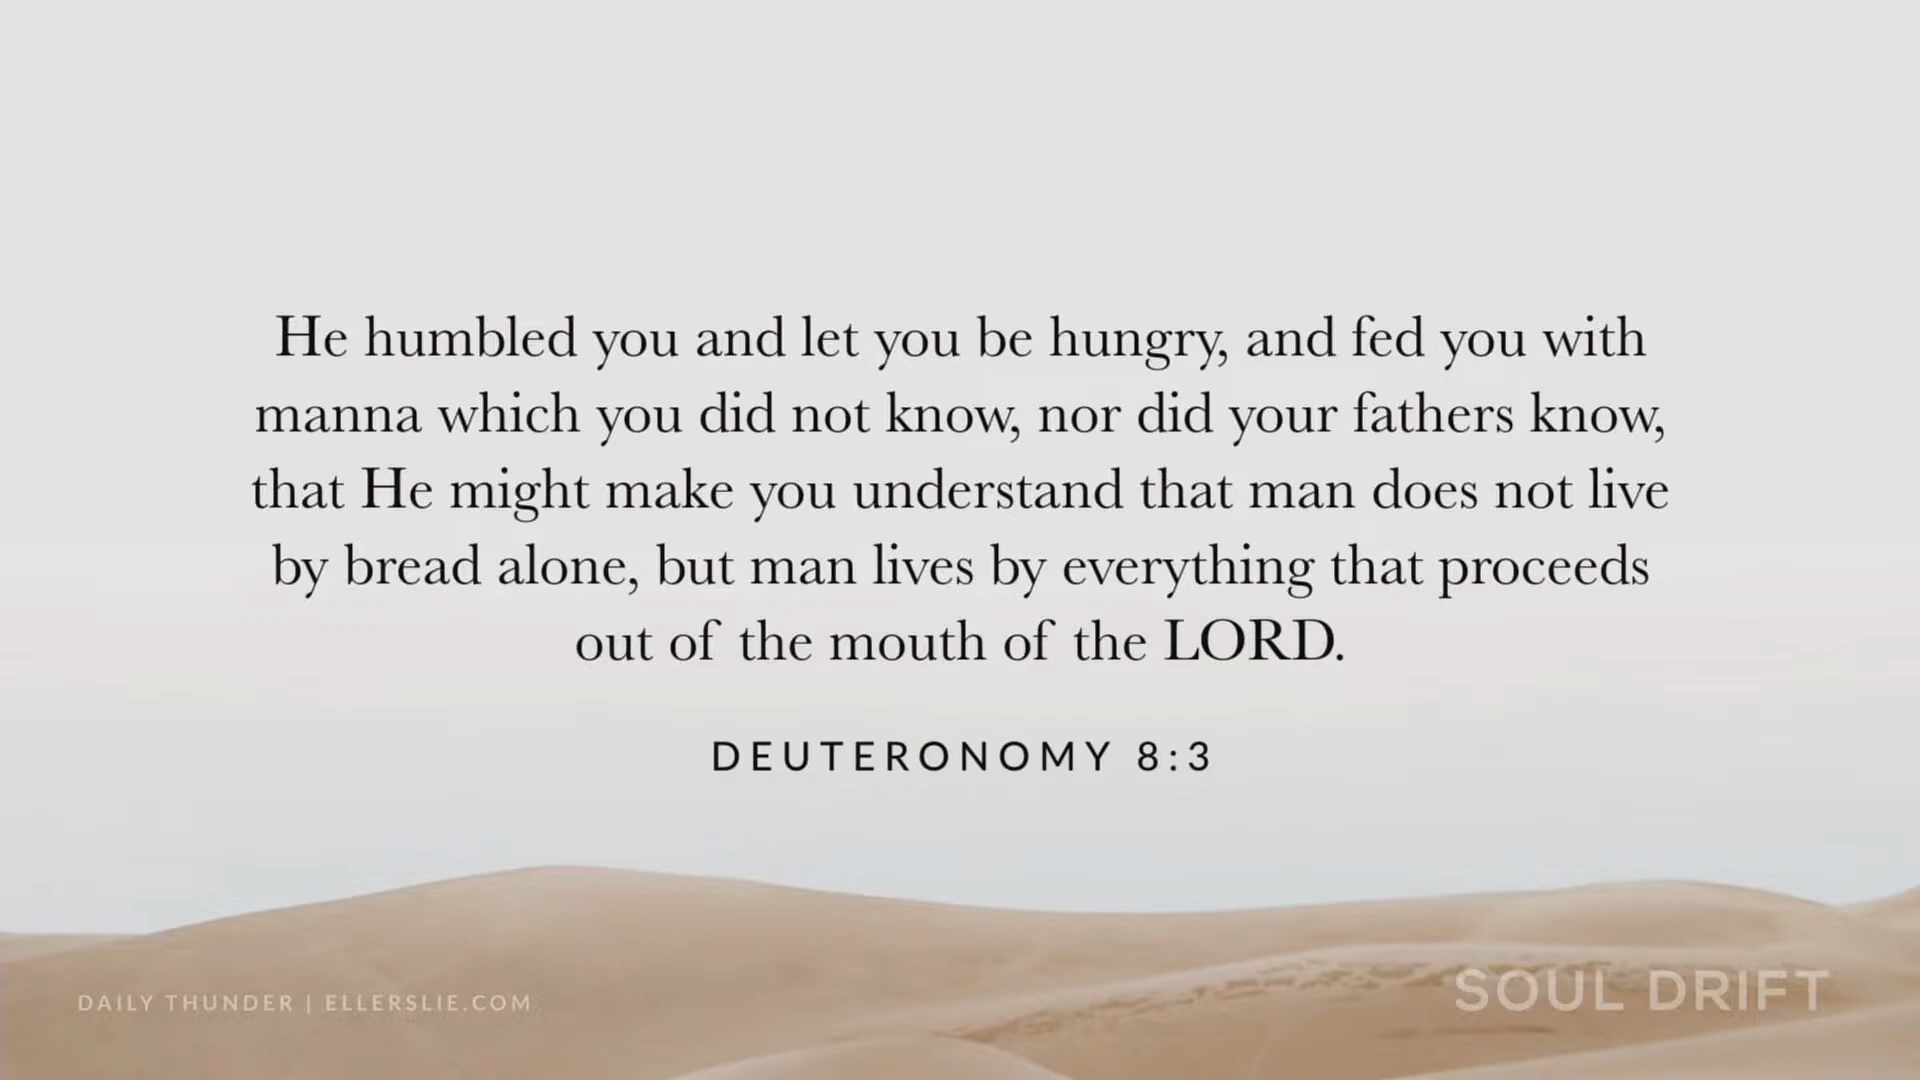 He humbled you and let you be hungry, and fed you with
manna which you did not know, nor did your fathers know,
that He might make you understand that man does not live
by bread alone, but man lives by everything that proceeds
out of the mouth of the LORD.
DEUTERONOMY 8:3
DAILY THUNDER | ELLERSLIE.COM
SOUL DRIFT